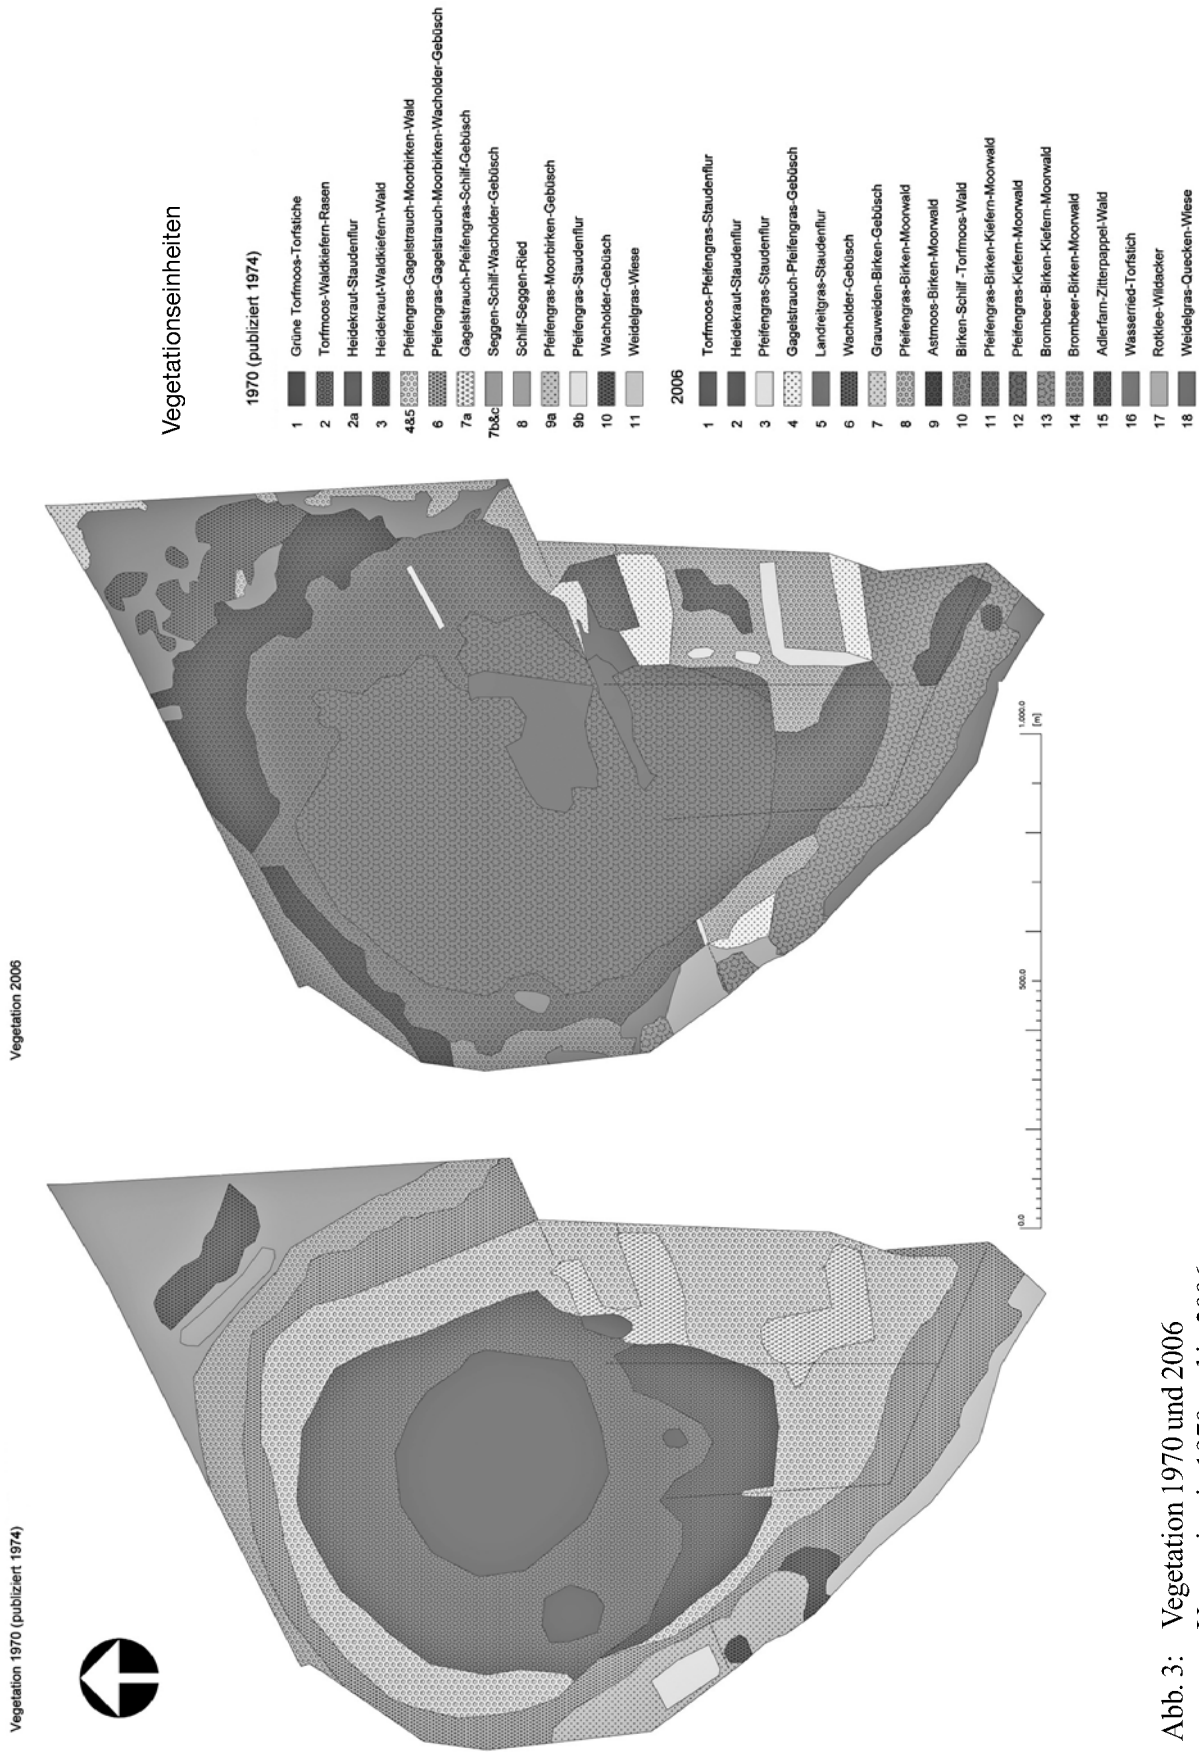 Vegetation 1970 (publiziert 1974)
Vegetation 2006
Vegetationseinheiten
1970 (publiziert 1974)
1 Grüne Torfmoos-Torfstiche
2 Torfmoos-Waldkiefern-Rasen
2a Heidekraut-Staudenflur
3 Heidekraut-Waldkiefern-Wald
4&5 Pfeifengras-Gagelstrauch-Moorbirken-Wald
6 Pfeifengras-Gagelstrauch-Moorbirken-Wacholder-Gebüsch
7a Gagelstrauch-Pfeifengras-Schilf-Gebüsch
7b&c Seggen-Schilf-Wacholder-Gebüsch
8 Schilf-Seggen-Ried
9a Pfeifengras-Moorbirken-Gebüsch
9b Pfeifengras-Staudenflur
10 Wacholder-Gebüsch
11 Weidelgras-Wiese
2006
1 Torfmoos-Pfeifengras-Staudenflur
2 Heidekraut-Staudenflur
3 Pfeifengras-Staudenflur
4 Gagelstrauch-Pfeifengras-Gebüsch
5 Landreitgras-Staudenflur
6 Wacholder-Gebüsch
7 Grauweiden-Birken-Gebüsch
8 Pfeifengras-Birken-Moorwald
9 Astmoos-Birken-Moorwald
10 Birken-Schilf -Torfmoos-Wald
11 Pfeifengras-Birken-Kiefern-Moorwald
12 Pfeifengras-Kiefern-Moorwald
13 Brombeer-Birken-Kiefern-Moorwald
14 Brombeer-Birken-Moorwald
15 Adlerfarn-Zitterpappel-Wald
16 Wasserried-Torfstich
17 Rotklee-Wildacker
18 Weidelgras-Quecken-Wiese
0.0 500.0 1.000.0
[m]
Abb. 3: Vegetation 1970 und 2006